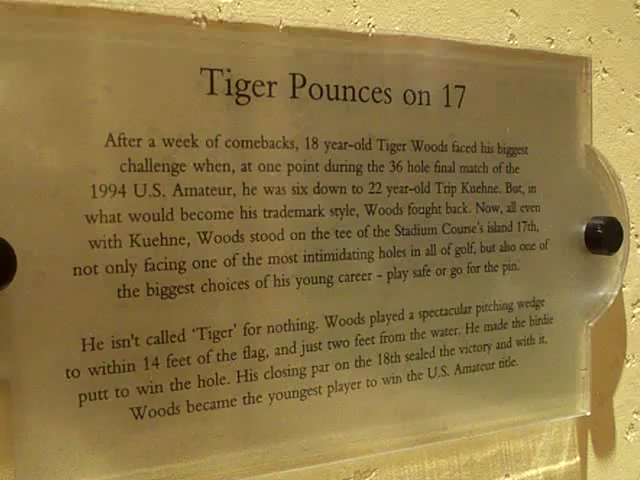 Tiger Pounces on 17
After a week of comebacks, 18 year-old Tiger Woods faced his biggest
challenge when, at one point during the 36 hole final match of the
1994 U.S. Amateur, he was six down to 22 year-old Trip Kuehne. But, in
what would become his trademark style, Woods fought back. Now, all even
with Kuehne, Woods stood on the tee of the Stadium Course's island 17th,
not only facing one of the most intimidating holes in all of golf, but also one of
the biggest choices of his young career - play safe or go for the pin.
He isn't called 'Tiger' for nothing. Woods played a spectacular pitching wedge
to within 14 feet of the flag, and just two feet from the water. He made the birdie
putt to win the hole. His closing par on the 18th sealed the victory and with it,
Woods became the youngest player to win the U.S. Amateur title.